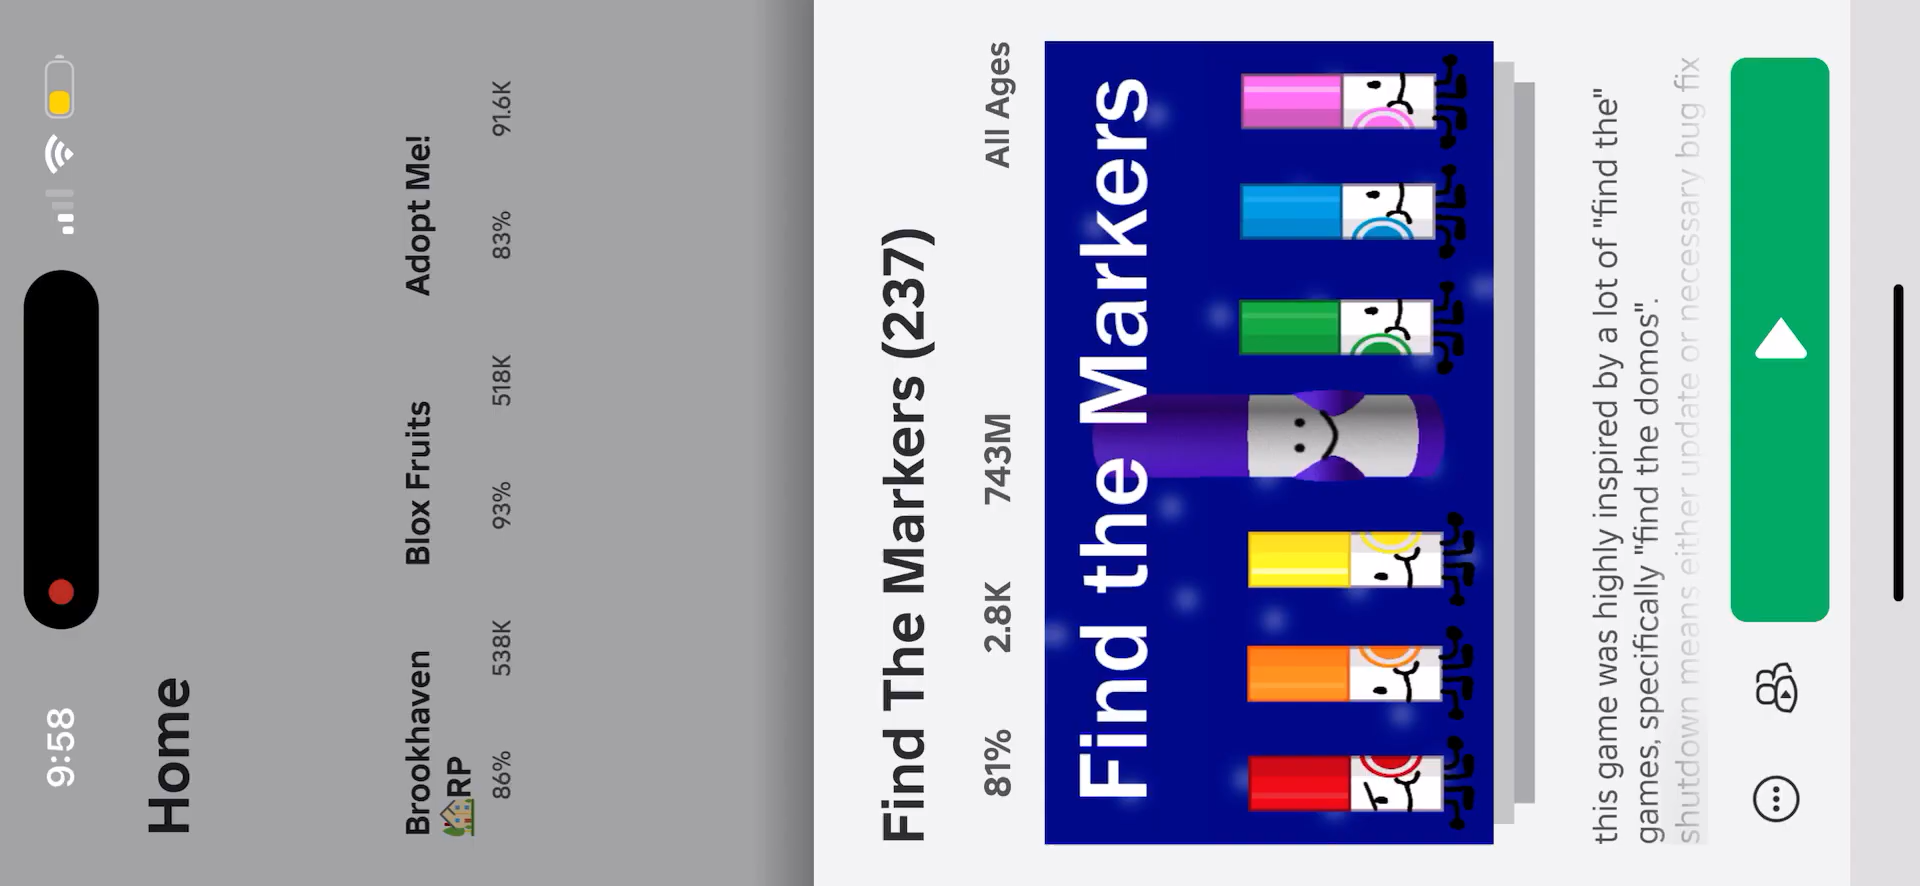 9:58
Home
Brookhaven 🏡RP
86% 538K
Blox Fruits
93% 518K
Adopt Me!
83% 91.6K
Find The Markers (237)
81% 2.8K 743M All Ages
Find the Markers
this game was highly inspired by a lot of "find the"
games, specifically "find the domos".
shutdown means either update or necessary bug fix